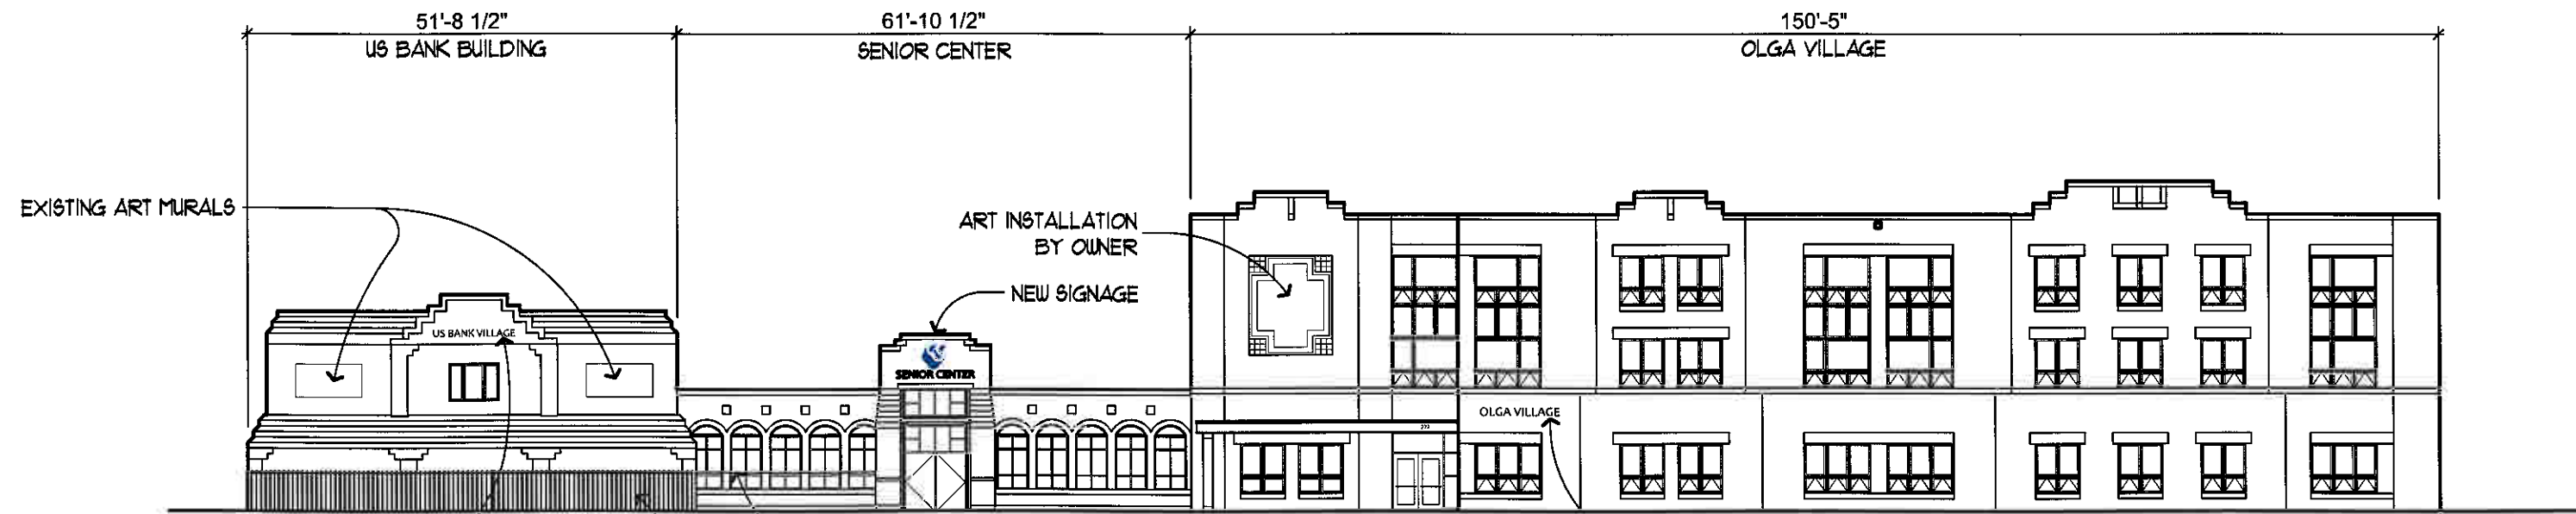 51'-8 1/2"
US BANK BUILDING
61'-10 1/2"
SENIOR CENTER
150'-5"
OLGA VILLAGE
EXISTING ART MURALS
ART INSTALLATION
BY OWNER
NEW SIGNAGE
US BANK VILLAGE
SENIOR CENTER
OLGA VILLAGE